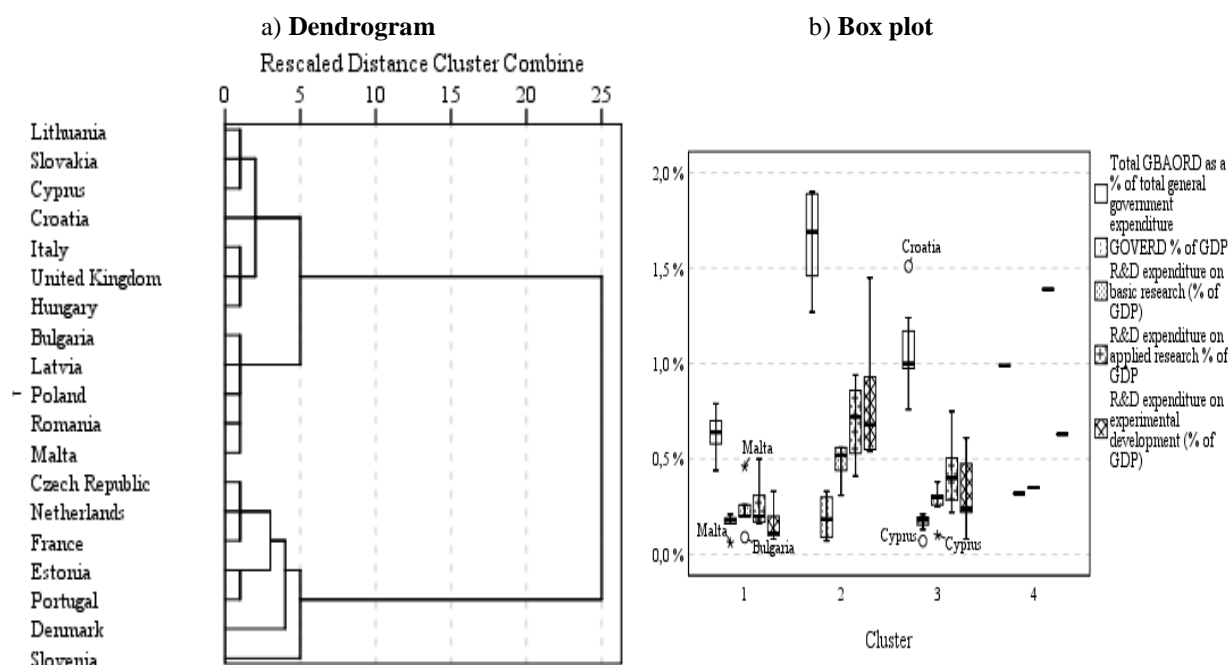 a) Dendrogram
Rescaled Distance Cluster Combine
0 5 10 15 20 25
Lithuania
Slovakia
Cyprus
Croatia
Italy
United Kingdom
Hungary
Bulgaria
Latvia
Poland
Romania
Malta
Czech Republic
Netherlands
France
Estonia
Portugal
Denmark
Slovenia
b) Box plot
2,0 %
1,5 %
1,0 %
0,5 %
0,0 %
Croatia
Malta
Malta
Bulgaria
Cyprus
Cyprus
1 2 3 4
Cluster
Total GBAORD as a
% of total general
government
expenditure
GOVERD % of GDP
R&D expenditure on
basic research (% of
GDP)
R&D expenditure on
applied research % of
GDP
R&D expenditure on
experimental
development (% of
GDP)